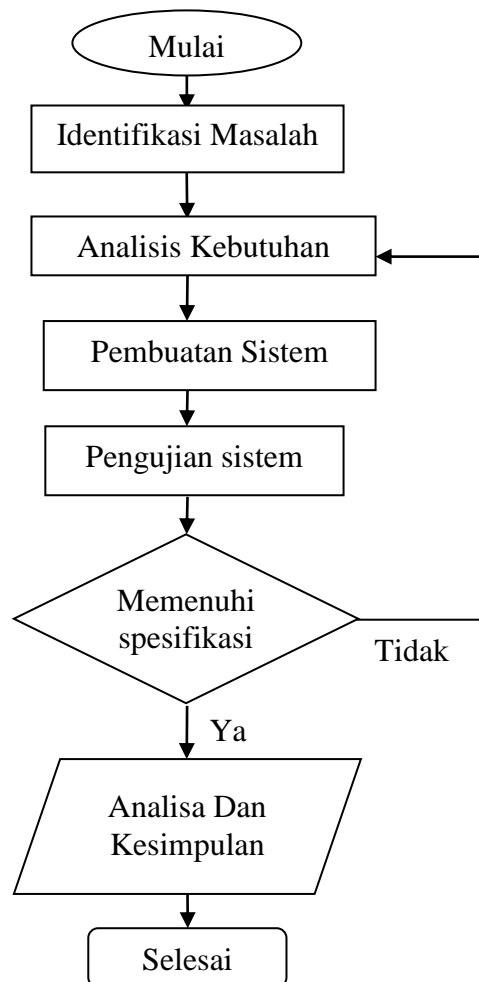 Mulai
Identifikasi Masalah
Analisis Kebutuhan
Pembuatan Sistem
Pengujian sistem
Memenuhi
spesifikasi
Tidak
Ya
Analisa Dan
Kesimpulan
Selesai